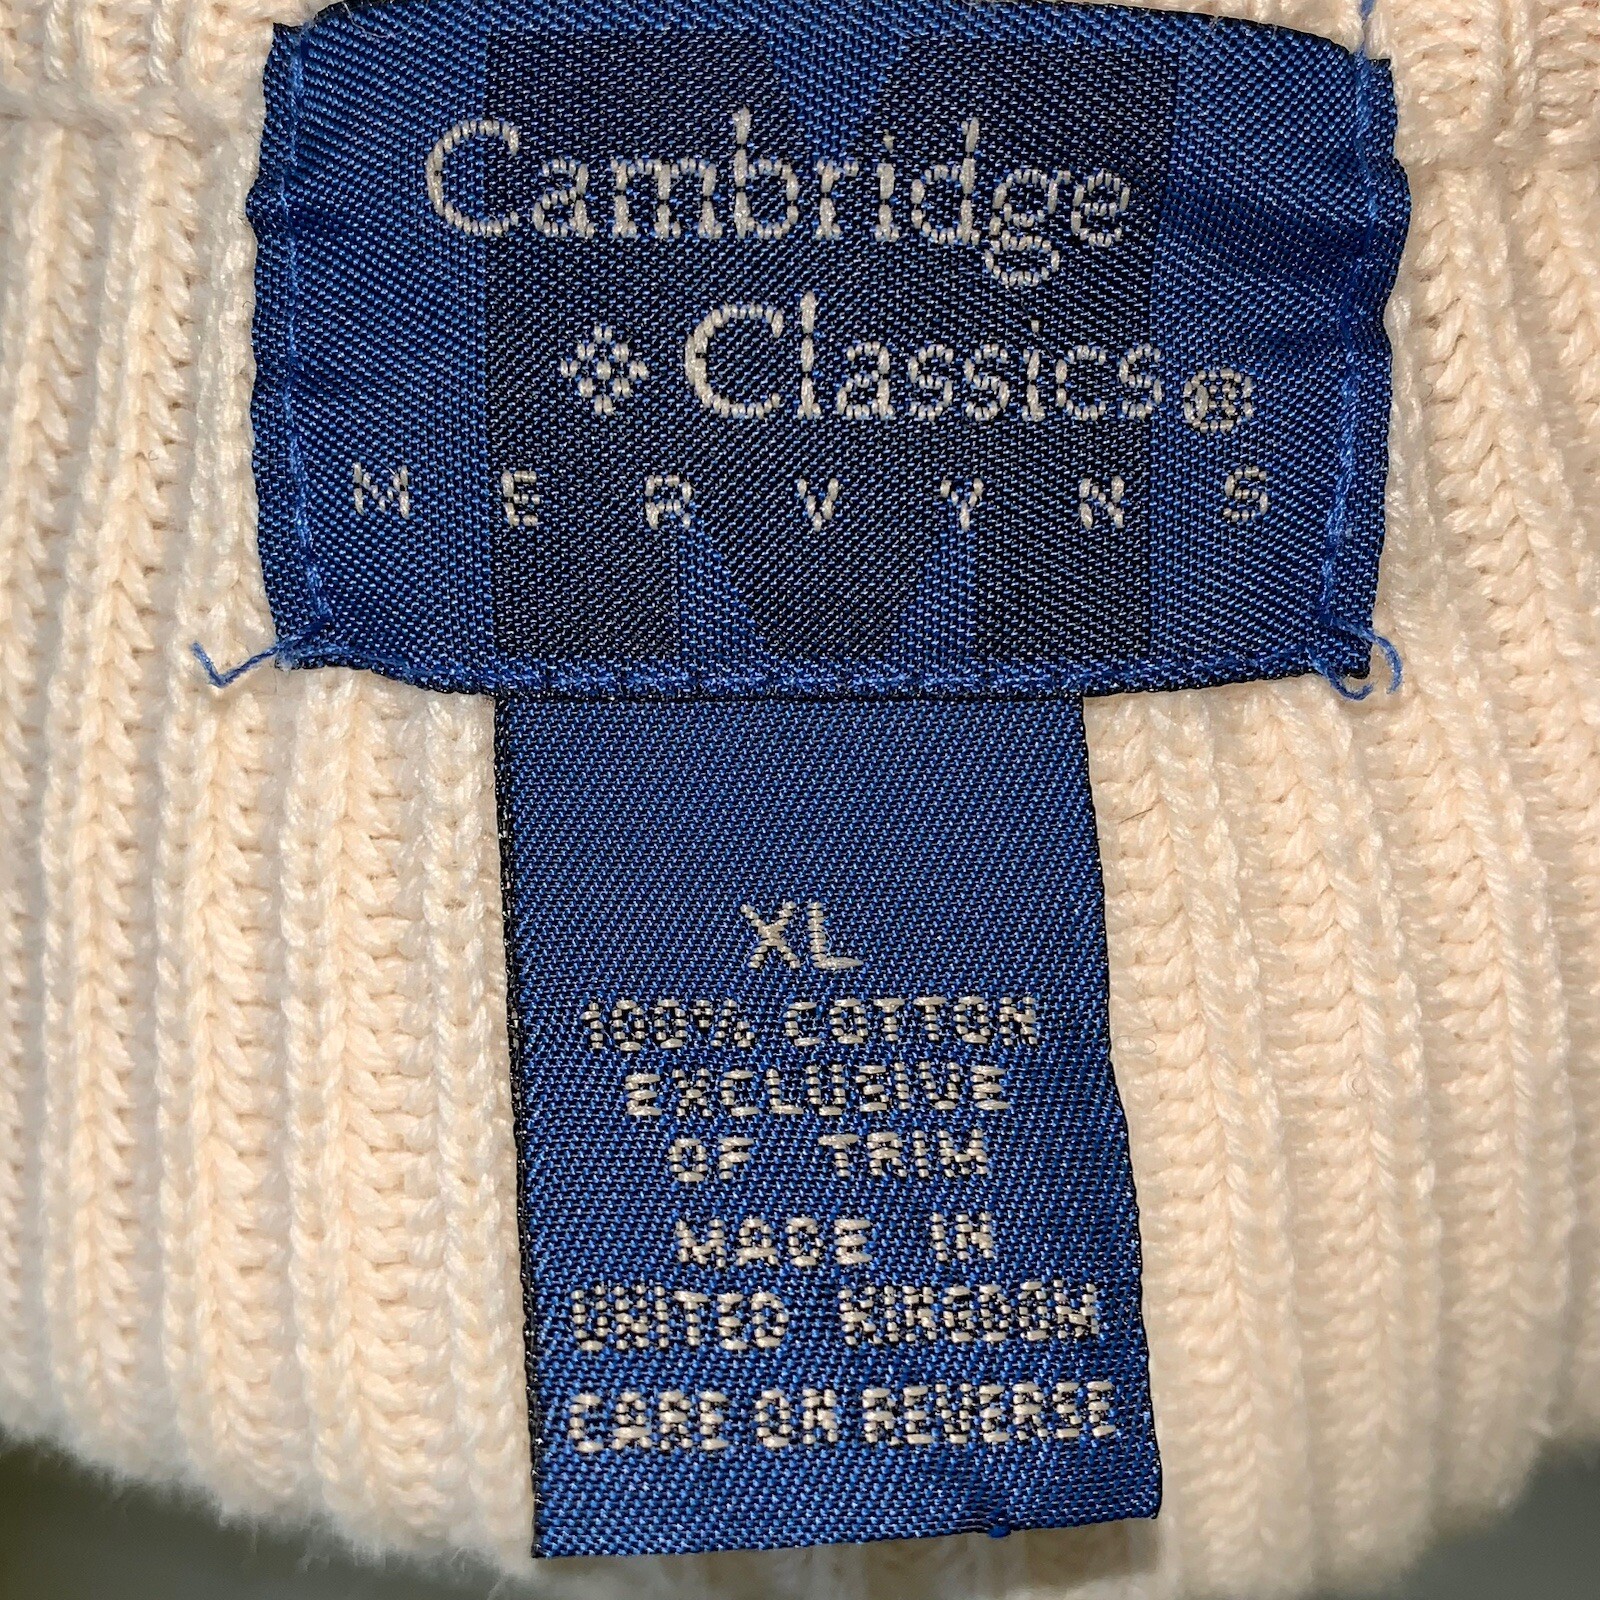 Cambridge
Classics®
MERVYNS
XL
100% COTTON
EXCLUSIVE
OF TRIM
MADE IN
UNITED KINGDOM
CARE ON REVERSE